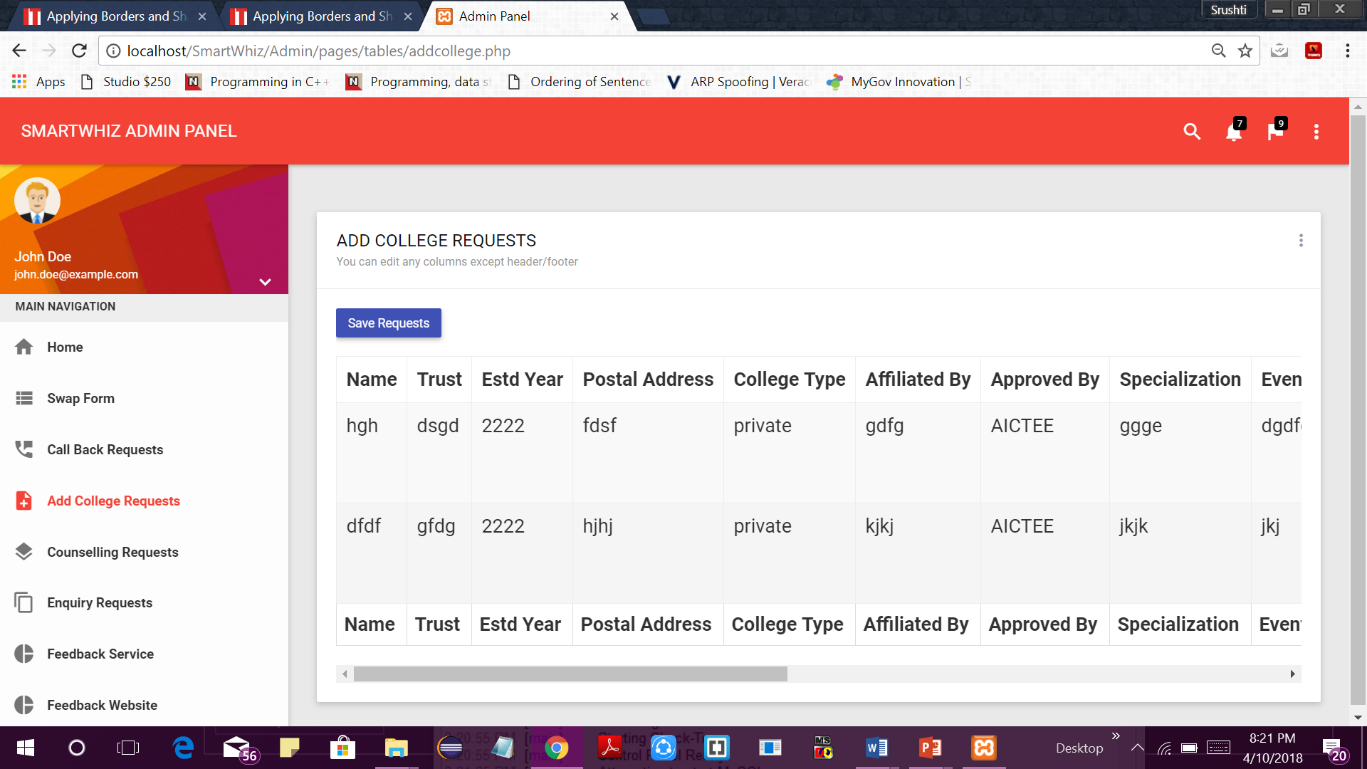 Applying Borders and Sh
Applying Borders and Sh
Admin Panel
Srushti
localhost/SmartWhiz/Admin/pages/tables/addcollege.php
Apps
Studio $250
Programming in C++
Programming, data s
Ordering of Sentence
ARP Spoofing | Verac
MyGov Innovation | S
SMARTWHIZ ADMIN PANEL
7
9
John Doe
john.doe@example.com
MAIN NAVIGATION
Home
Swap Form
Call Back Requests
Add College Requests
Counselling Requests
Enquiry Requests
Feedback Service
Feedback Website
ADD COLLEGE REQUESTS
You can edit any columns except header/footer
Save Requests
Name Trust Estd Year Postal Address College Type Affiliated By Approved By Specialization Even
hgh dsgd 2222 fdsf private gdfg AICTEE ggge dgdf
dfdf gfdg 2222 hjhj private kjkj AICTEE jkjk jkj
Name Trust Estd Year Postal Address College Type Affiliated By Approved By Specialization Even
56
Desktop
8:21 PM
4/10/2018
20